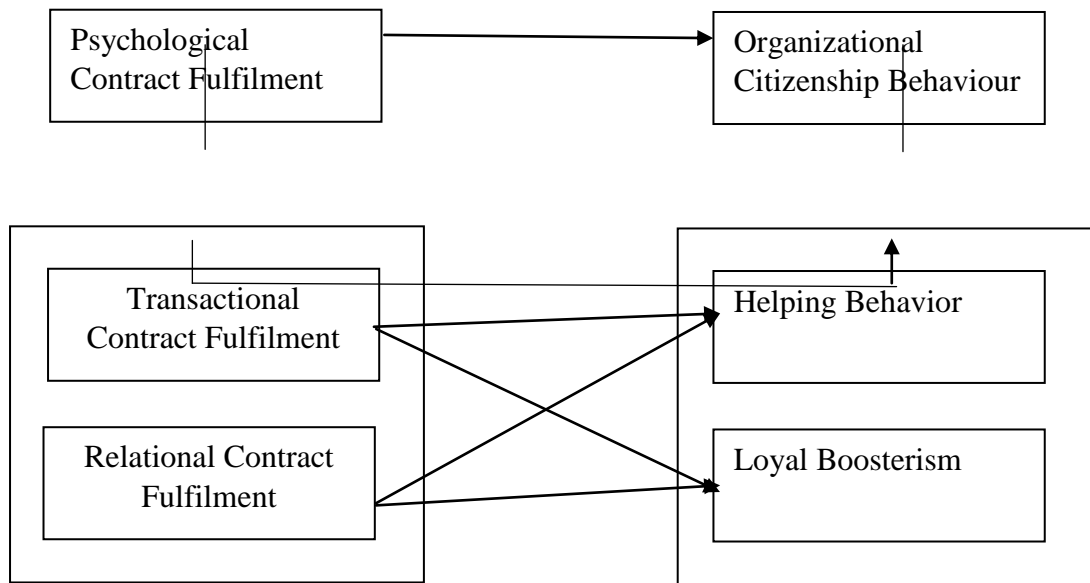 Psychological
Contract Fulfilment
Organizational
Citizenship Behaviour
Transactional
Contract Fulfilment
Helping Behavior
Relational Contract
Fulfilment
Loyal Boosterism